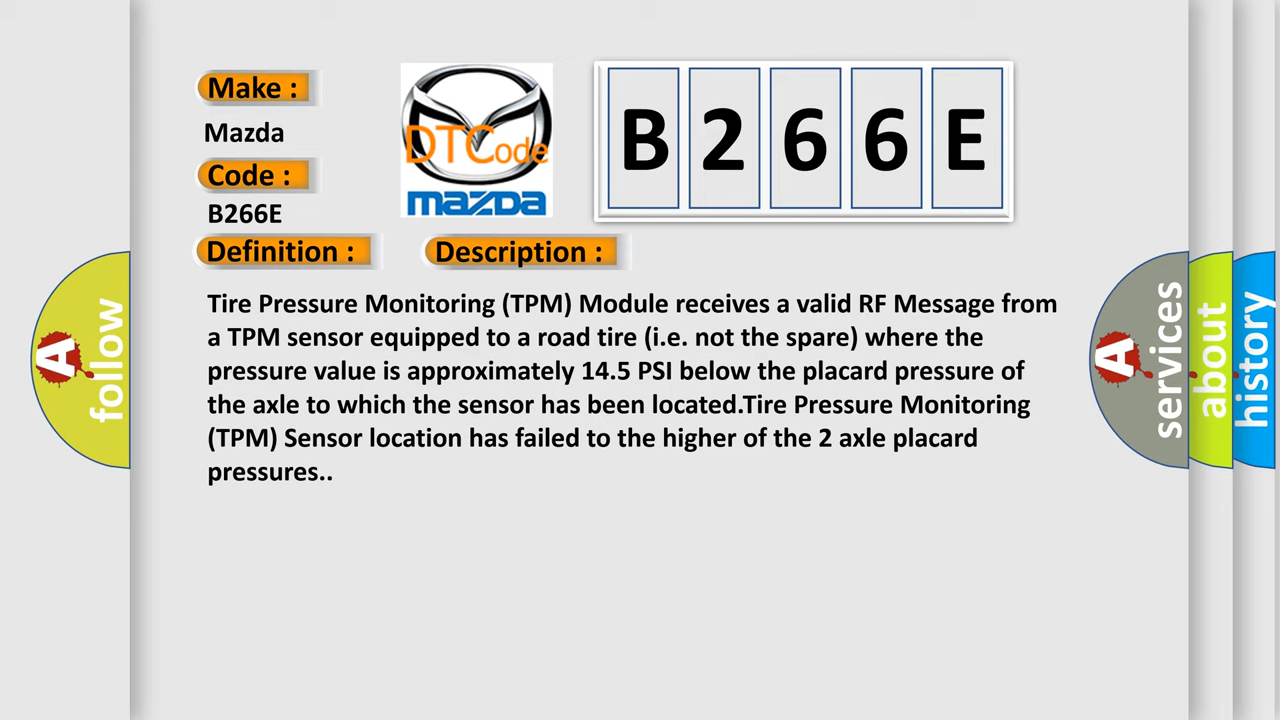 Make :
Mazda
Code :
B266E
Definition :
Description :
DTCode
mazda
B266E
Tire Pressure Monitoring (TPM) Module receives a valid RF Message from
a TPM sensor equipped to a road tire (i.e. not the spare) where the
pressure value is approximately 14.5 PSI below the placard pressure of
the axle to which the sensor has been located.Tire Pressure Monitoring
(TPM) Sensor location has failed to the higher of the 2 axle placard
pressures..
A follow
A services
about
history